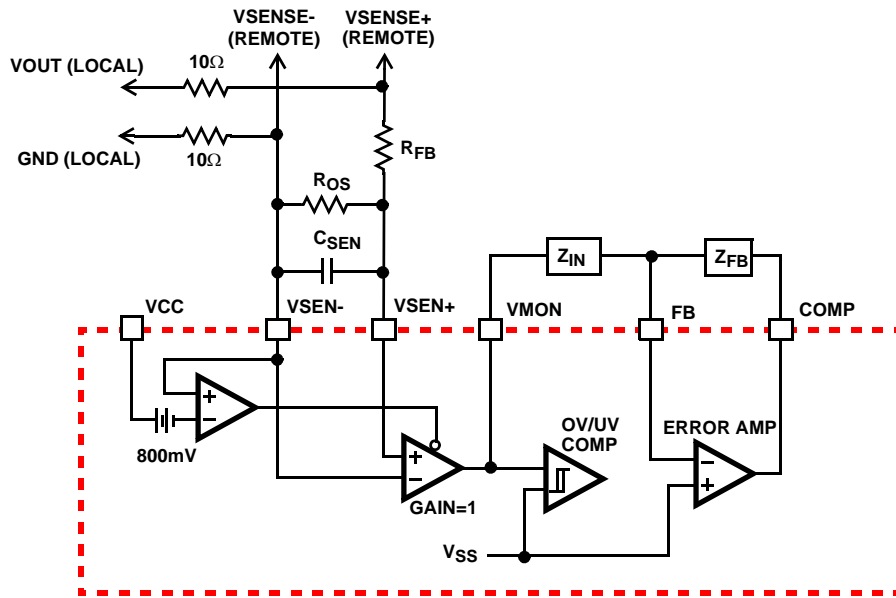 VSENSE-
(REMOTE)
VSENSE+
(REMOTE)
VOUT (LOCAL)
10Ω
GND (LOCAL)
10Ω
RFB
ROS
CSEN
ZIN
ZFB
VCC
VSEN-
VSEN+
VMON
FB
COMP
+
−
800mV
+
−
GAIN=1
OV/UV
COMP
ERROR AMP
−
+
VSS